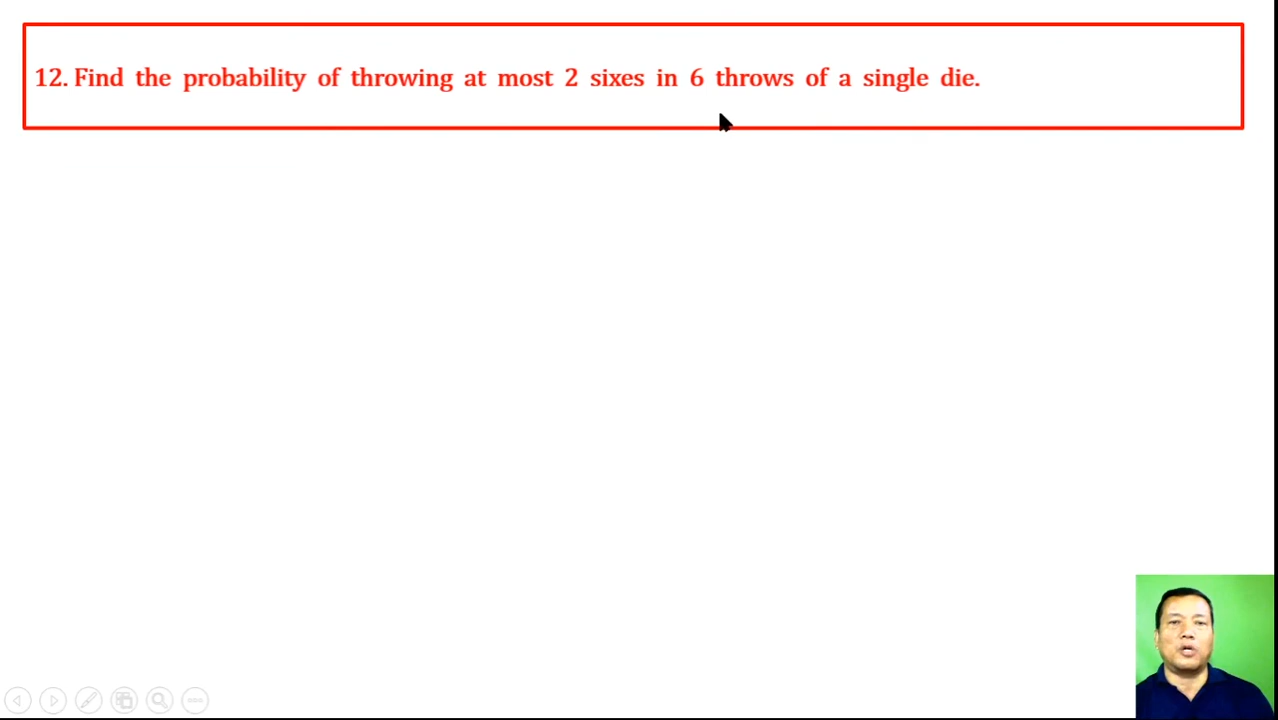 12. Find the probability of throwing at most 2 sixes in 6 throws of a single die.